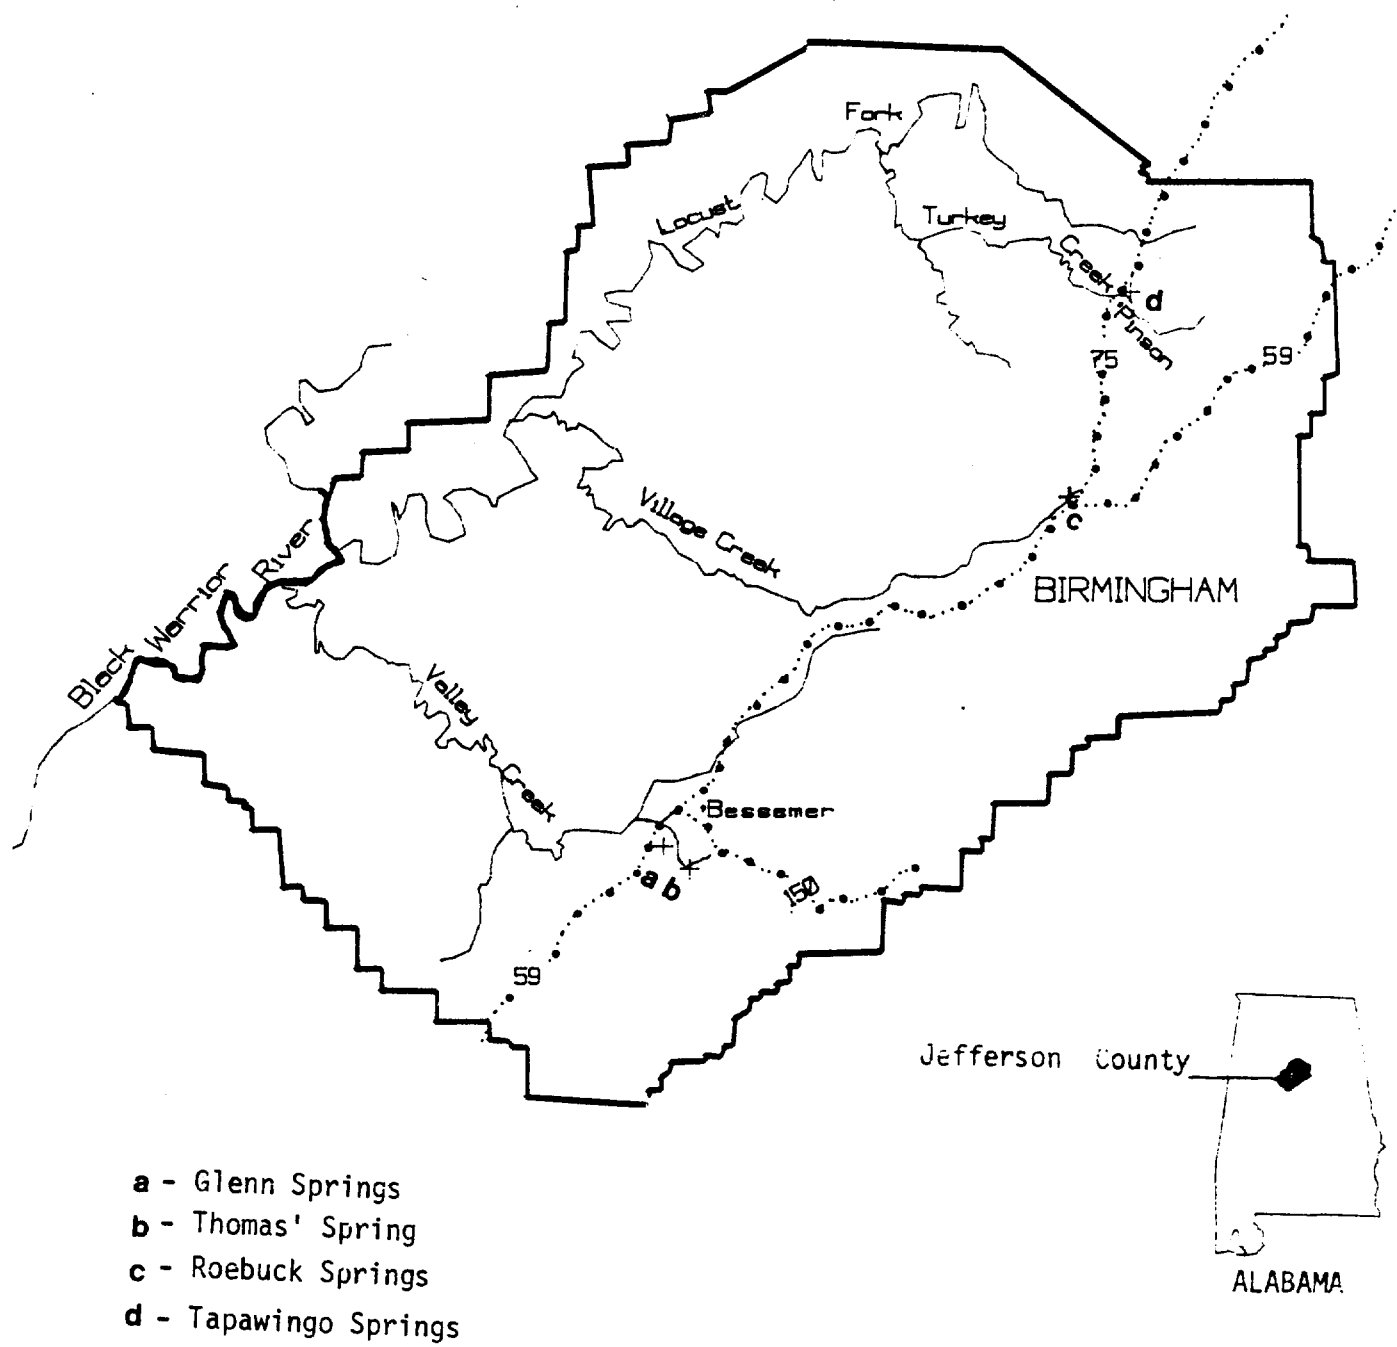 Fork
Locust
Turkey
Creek
d
Pinson
75
59
Village Creek
c
BIRMINGHAM
Black Warrior River
Valley
Creek
Bessemer
a b
150
59
Jefferson County
ALABAMA
a - Glenn Springs
b - Thomas' Spring
c - Roebuck Springs
d - Tapawingo Springs